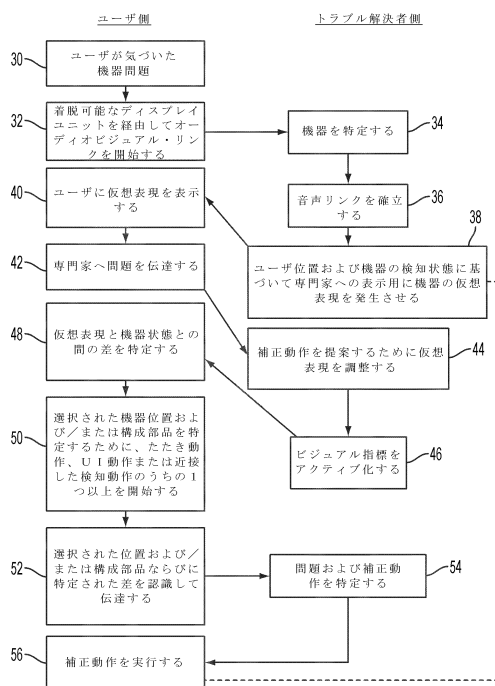 ユーザ側
トラブル解決者側
30
ユーザが気づいた
機器問題
32
着脱可能なディスプレイ
ユニットを経由してオー
ディオビジュアル・リン
クを開始する
機器を特定する
34
音声リンクを確立
する
36
38
ユーザ位置および機器の検知状態に基
づいて専門家への表示用に機器の仮想
表現を発生させる
40
ユーザに仮想表現を表示
する
42
専門家へ問題を伝達する
補正動作を提案するために仮想
表現を調整する
44
ビジュアル指標を
アクティブ化する
46
48
仮想表現と機器状態との
間の差を特定する
50
選択された機器位置およ
び/または構成部品を特
定するために、たたき動
作、UI動作または近接
した検知動作のうちの1
つ以上を開始する
52
選択された位置および/
または構成部品ならびに
特定された差を認識して
伝達する
問題および補正動
作を特定する
54
56
補正動作を実行する